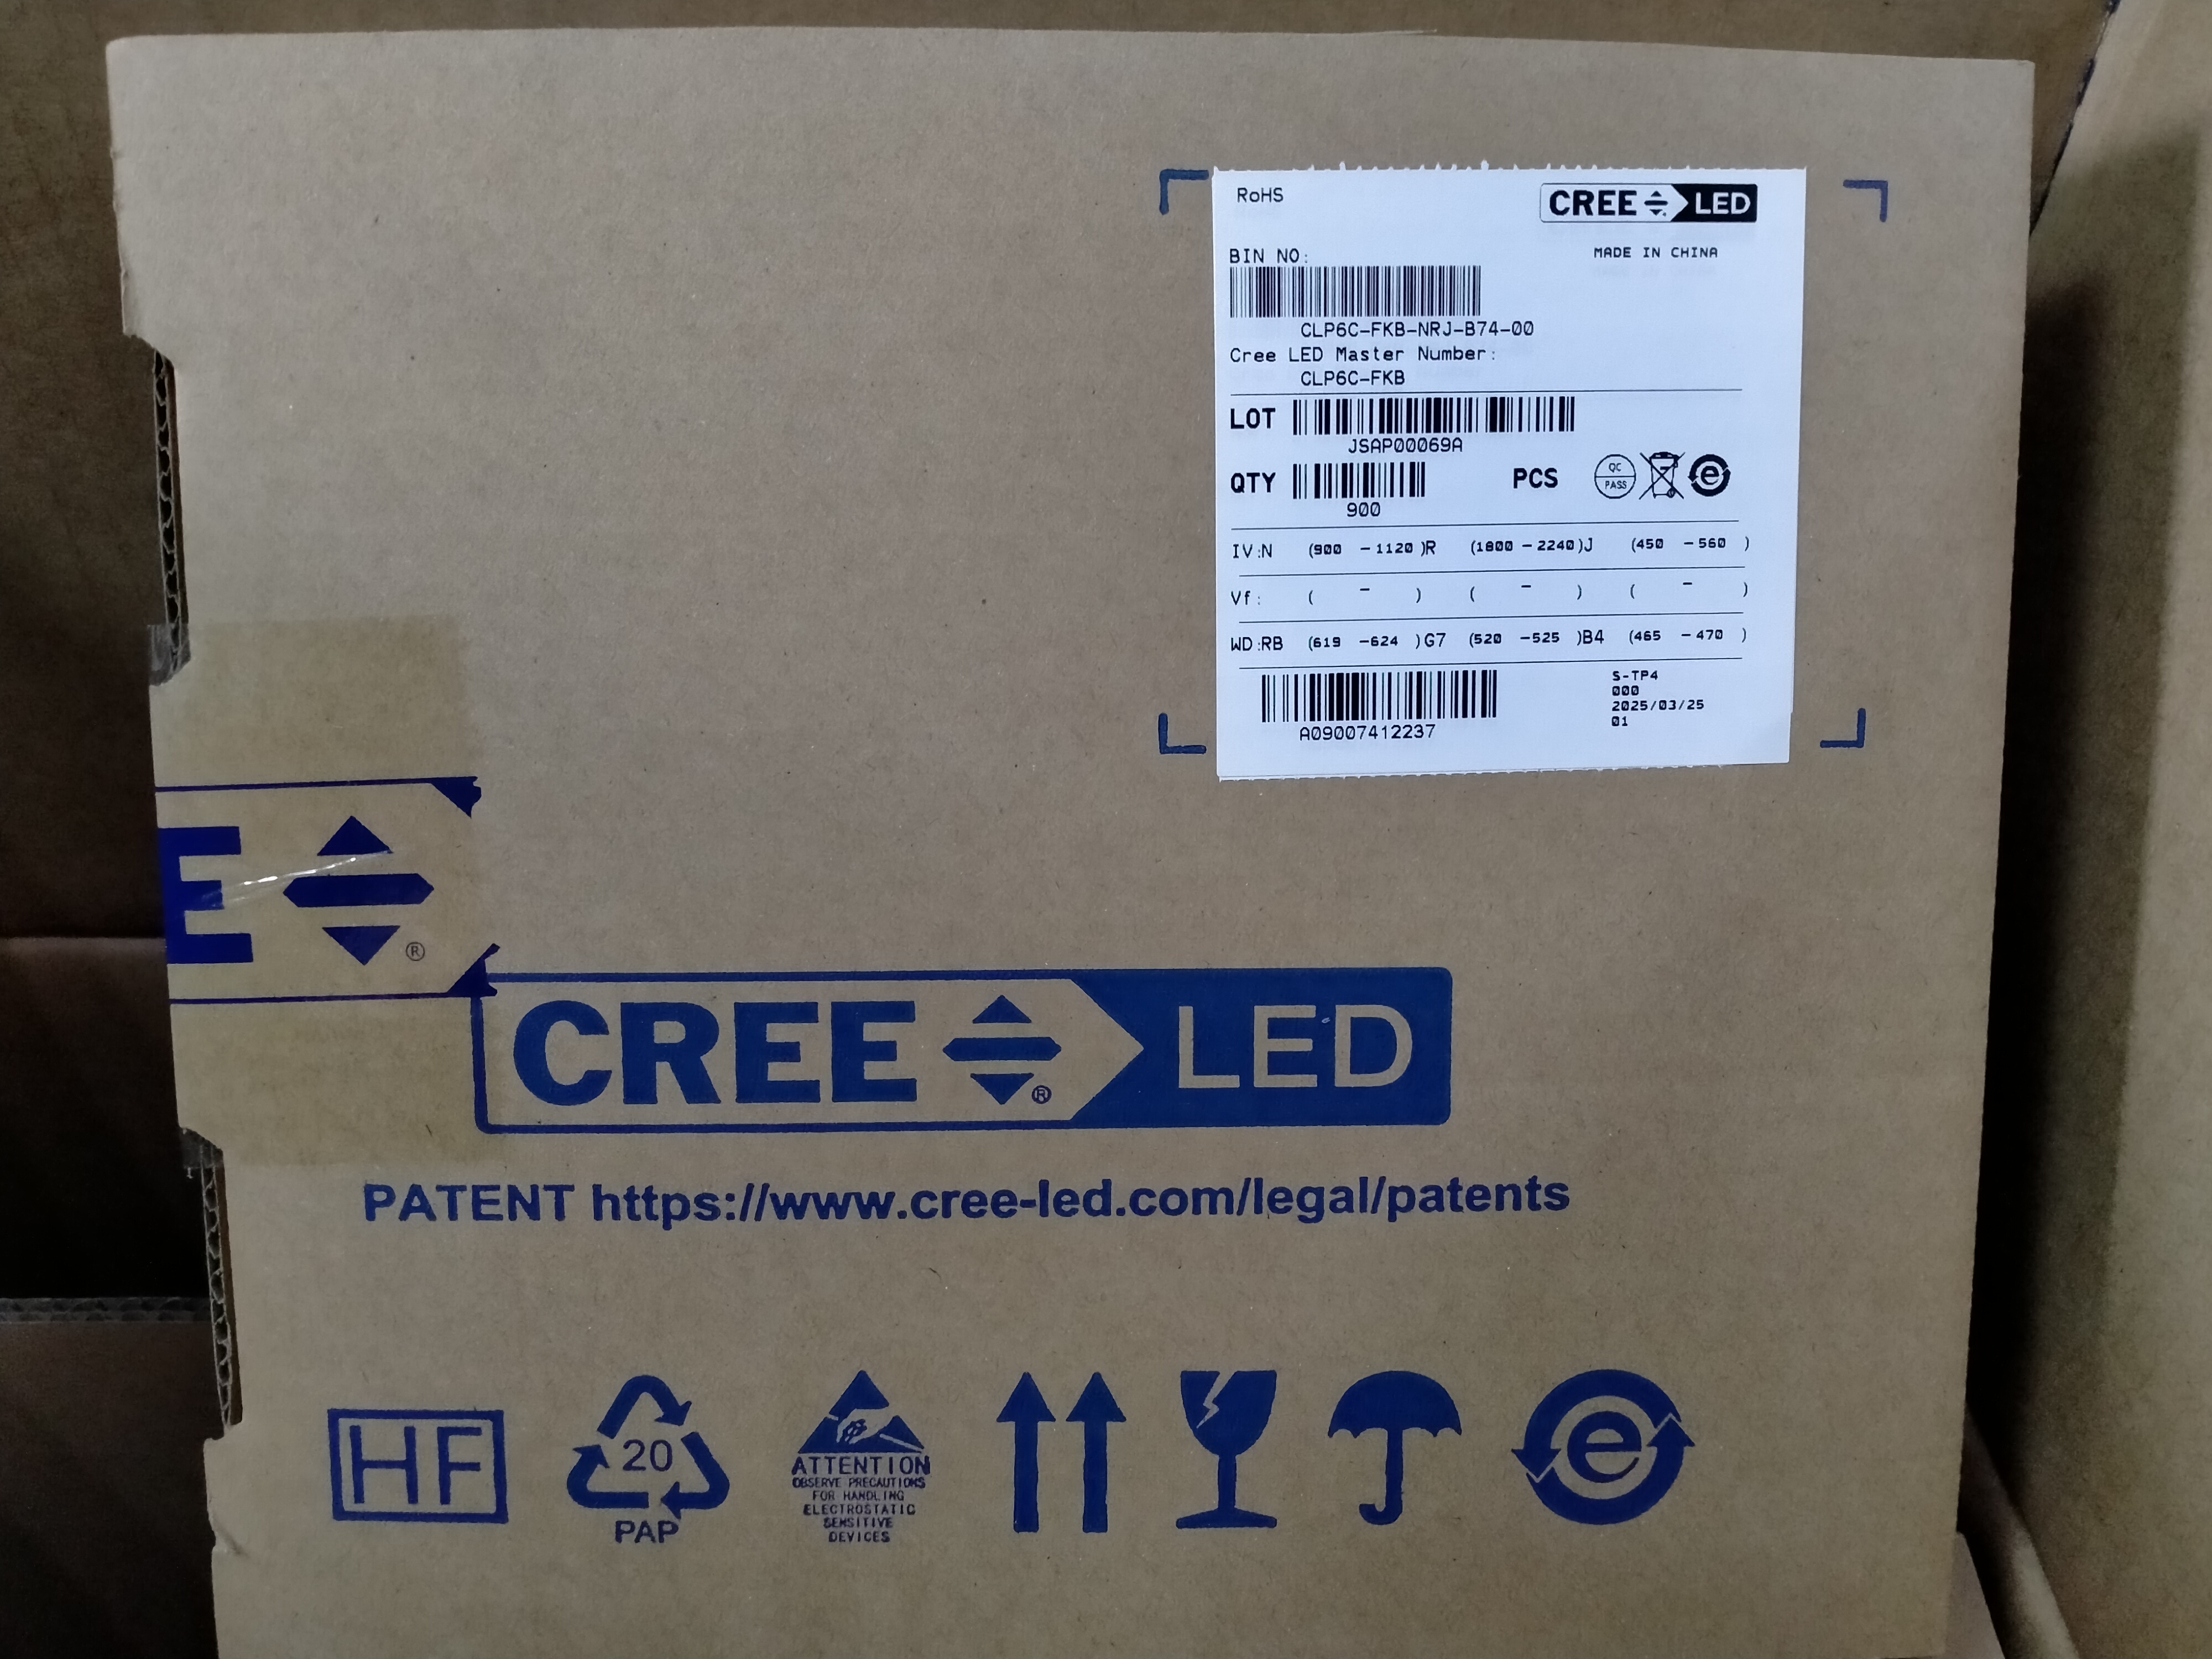 RoHS
CREE LED
BIN NO:
MADE IN CHINA
CLP6C-FKB-NRJ-B74-00
Cree LED Master Number:
CLP6C-FKB
LOT
JSAP00069A
QTY
PCS
QC
PASS
e
900
IV:N (900 -1120 )R (1800 -2240)J (450 -560 )
Vf: ( - ) ( - ) ( - )
WD:RB (619 -624 )G7 (520 -525 )B4 (465 -470 )
S-TP4
000
2025/03/25
01
A09007412237
E ®
CREE ® LED
PATENT https://www.cree-led.com/legal/patents
HF
20
PAP
ATTENTION
OBSERVE PRECAUTIONS
FOR HANDLING
ELECTROSTATIC
SENSITIVE
DEVICES
e